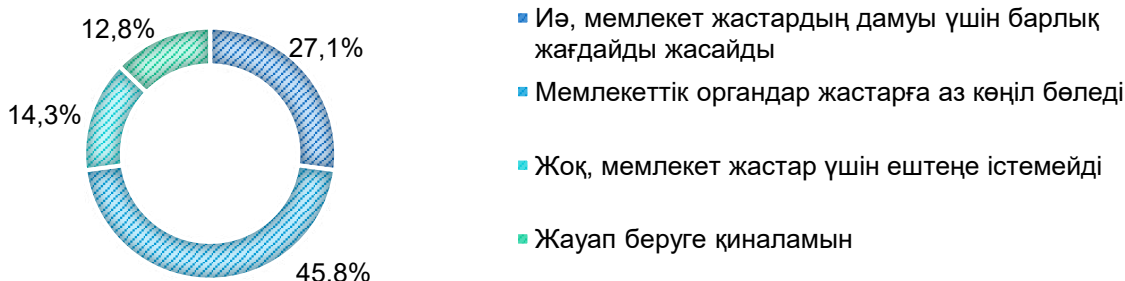 12,8%
27,1%
14,3%
45,8%
Иә, мемлекет жастардың дамуы үшін барлық
жағдайды жасайды
Мемлекеттік органдар жастарға аз көңіл бөледі
Жоқ, мемлекет жастар үшін ештеңе істемейді
Жауап беруге қиналамын